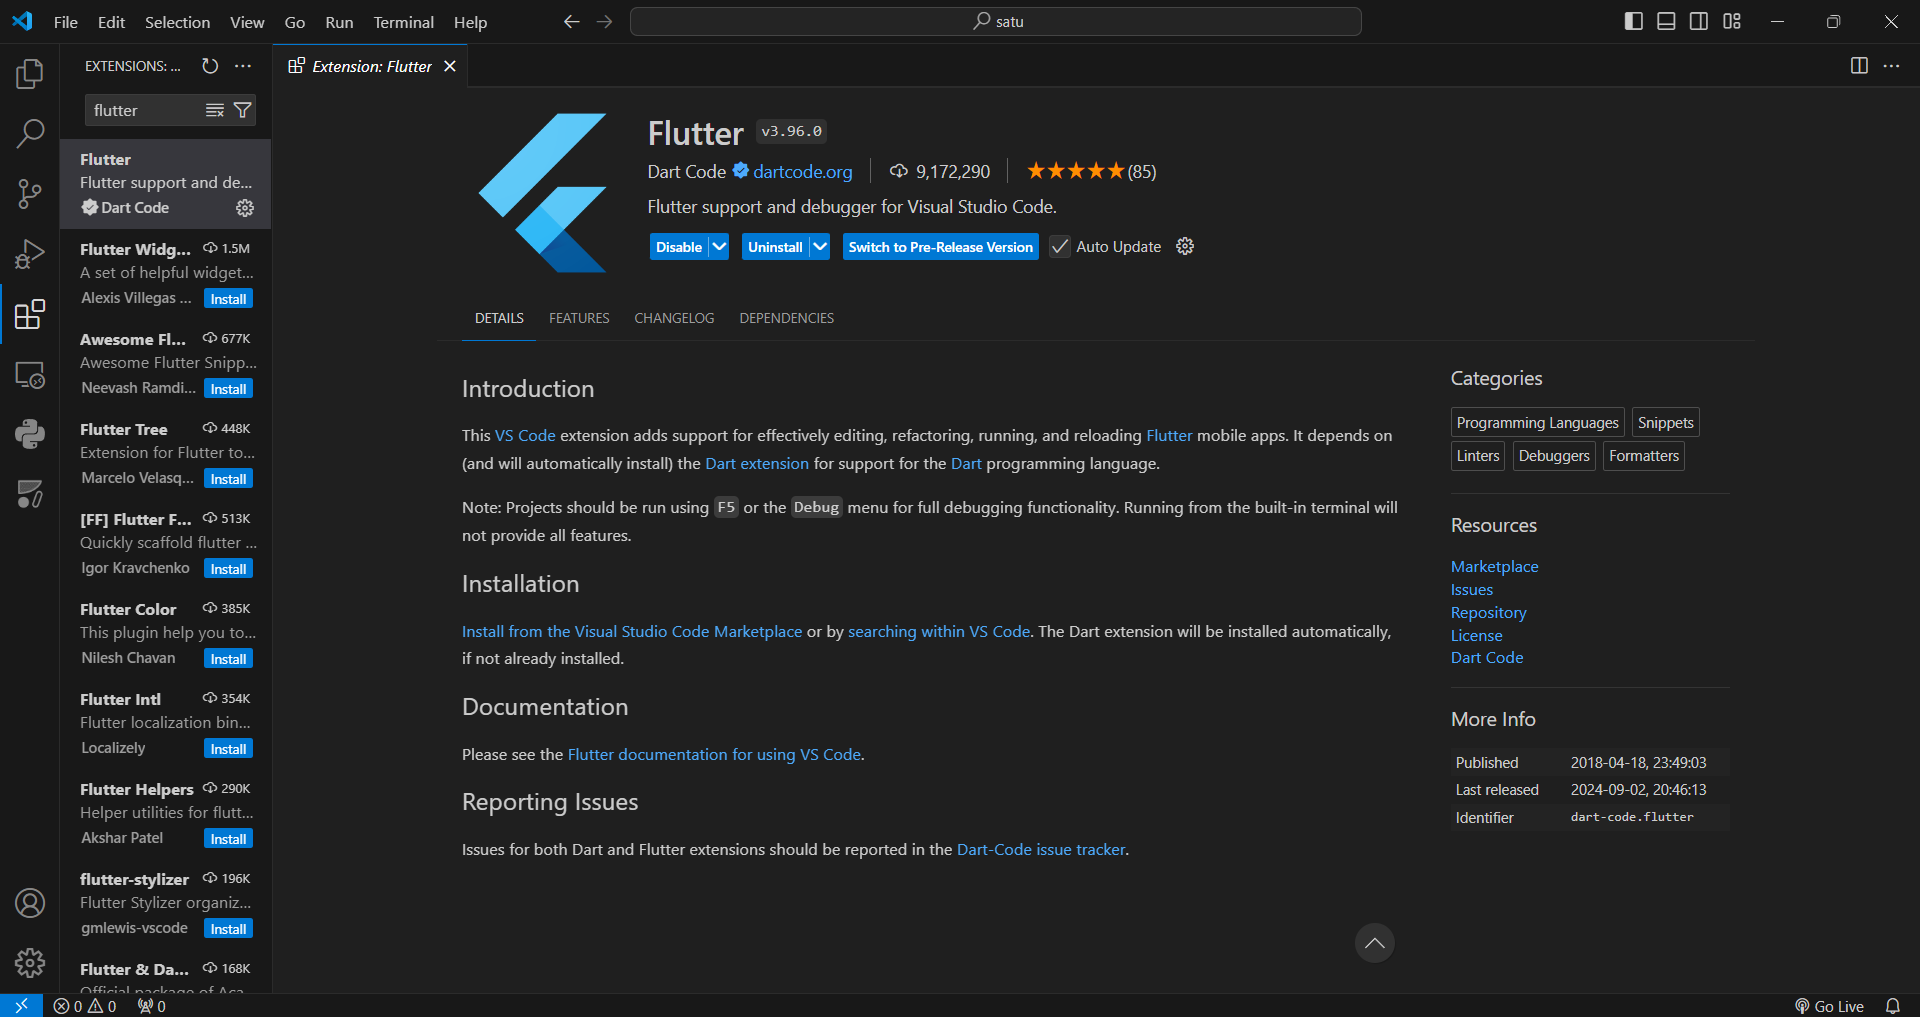 File Edit Selection View Go Run Terminal Help
satu
EXTENSIONS: ...
flutter
Flutter
Flutter support and de...
Dart Code
Flutter Widg... 1.5M
A set of helpful widget...
Alexis Villegas ... Install
Awesome Fl... 677K
Awesome Flutter Snipp...
Neevash Ramdi... Install
Flutter Tree 448K
Extension for Flutter to...
Marcelo Velasq... Install
[FF] Flutter F... 513K
Quickly scaffold flutter ...
Igor Kravchenko Install
Flutter Color 385K
This plugin help you to...
Nilesh Chavan Install
Flutter Intl 354K
Flutter localization bin...
Localizely Install
Flutter Helpers 290K
Helper utilities for flutt...
Akshar Patel Install
flutter-stylizer 196K
Flutter Stylizer organiz...
gmlewis-vscode Install
Flutter & Da... 168K
Official package of Aca...
Extension: Flutter
Flutter v3.96.0
Dart Code dartcode.org 9,172,290 (85)
Flutter support and debugger for Visual Studio Code.
Disable Uninstall Switch to Pre-Release Version Auto Update
DETAILS FEATURES CHANGELOG DEPENDENCIES
Introduction
This VS Code extension adds support for effectively editing, refactoring, running, and reloading Flutter mobile apps. It depends on
(and will automatically install) the Dart extension for support for the Dart programming language.
Note: Projects should be run using F5 or the Debug menu for full debugging functionality. Running from the built-in terminal will
not provide all features.
Installation
Install from the Visual Studio Code Marketplace or by searching within VS Code. The Dart extension will be installed automatically,
if not already installed.
Documentation
Please see the Flutter documentation for using VS Code.
Reporting Issues
Issues for both Dart and Flutter extensions should be reported in the Dart-Code issue tracker.
Categories
Programming Languages Snippets
Linters Debuggers Formatters
Resources
Marketplace
Issues
Repository
License
Dart Code
More Info
Published 2018-04-18, 23:49:03
Last released 2024-09-02, 20:46:13
Identifier dart-code.flutter
0 0 0
Go Live